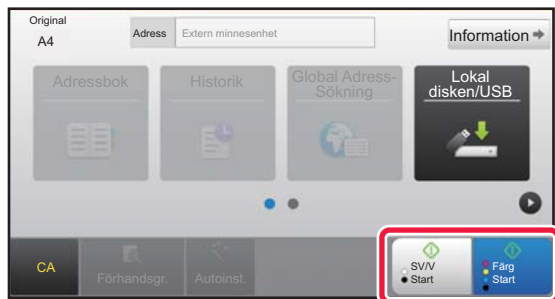 Original
A4
Adress
Extern minnesenhet
Information
Adressbok
Historik
Global Adress-
Sökning
Lokal
disken/USB
CA
Förhandsgr.
Autoinst.
SV/V
Start
Färg
Start